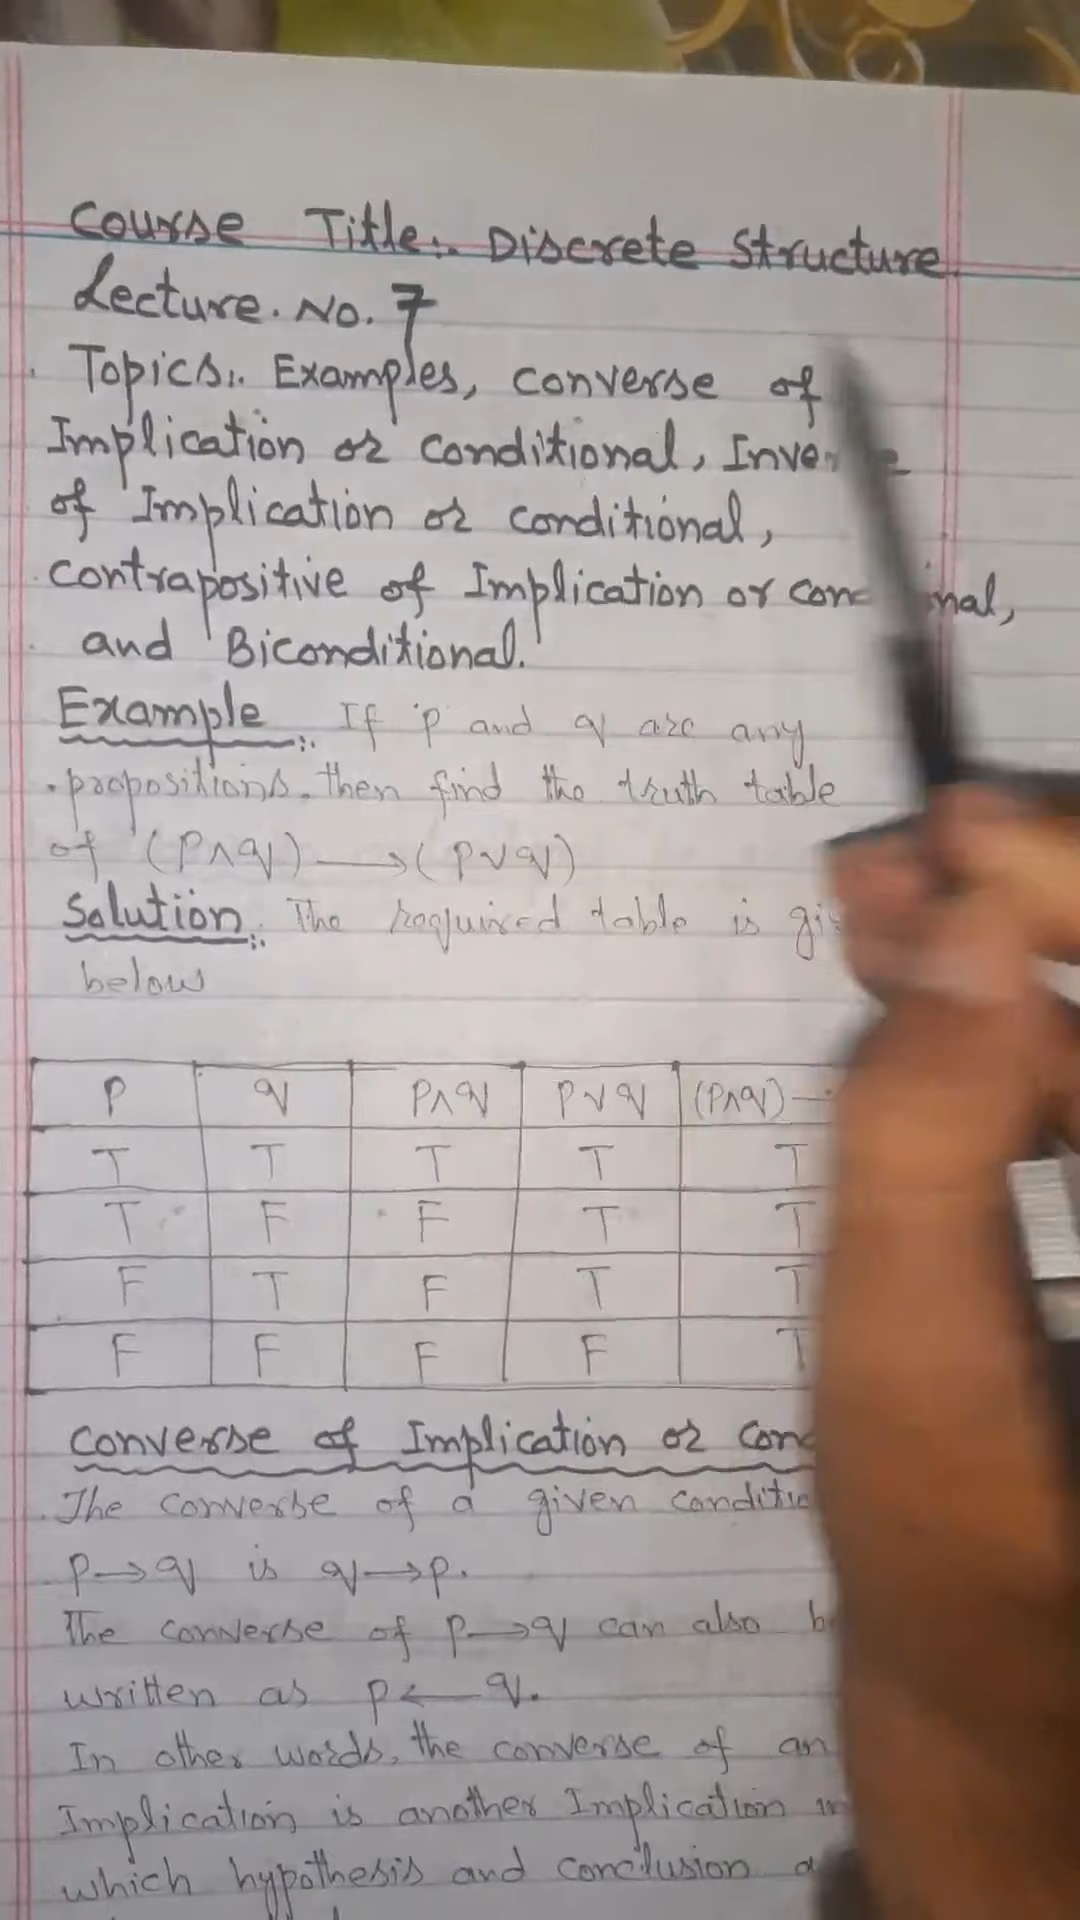 Course Title:. Discrete Structure
Lecture. No. 7
Topics:. Examples, converse of
Implication or conditional, Inve
of Implication or conditional,
contrapositive of Implication or cond nal,
and Biconditional.
Example:. If p and q are any
propositions, then find the truth table
of (p∧q)⟶(p∨q)
Solution:. The required table is gi
below
P q P∧q P∨q (P∧q)—
T T T T T
T F F T T
F T F T T
F F F F T
Converse of Implication or Con
The converse of a given conditio
p→q is q→p.
The converse of p→q can also b
written as p←q.
In other words, the converse of an
Implication is another Implication in
which hypothesis and conclusion a